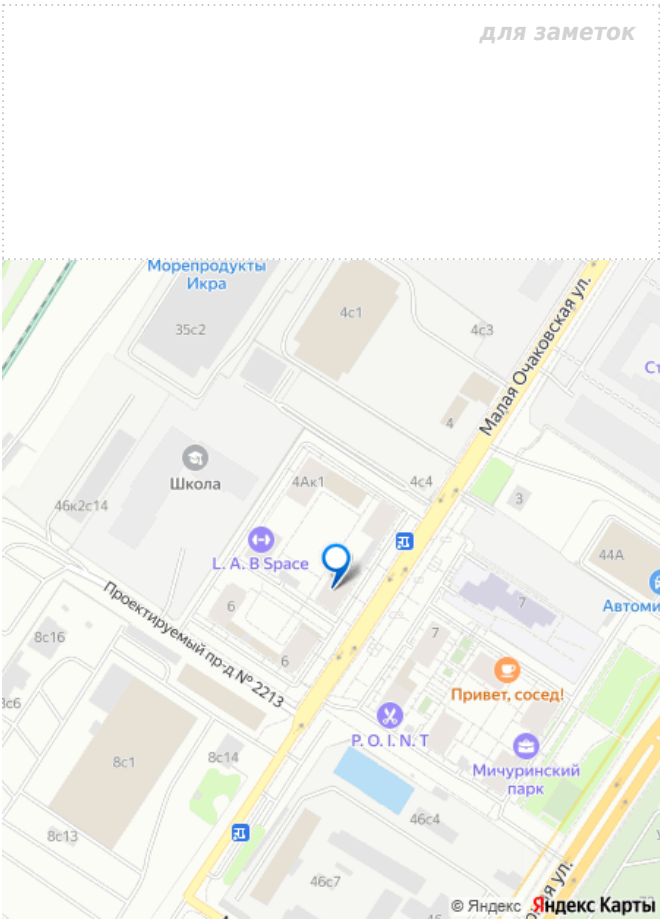 для заметок
Морепродукты
Икра
35с2
4с1
4с3
Малая Очаковская ул.
Ст
4
Школа
4Ак1
4с4
3
46к2с14
L. A. B Space
44А
7
Автоми
Проектируемый пр-д № 2213
6
6
7
8с16
3с6
Привет, сосед!
P. O. I. N. T
8с1
8с14
Мичуринский
парк
46с4
8с13
46с7
© Яндекс Яндекс Карты